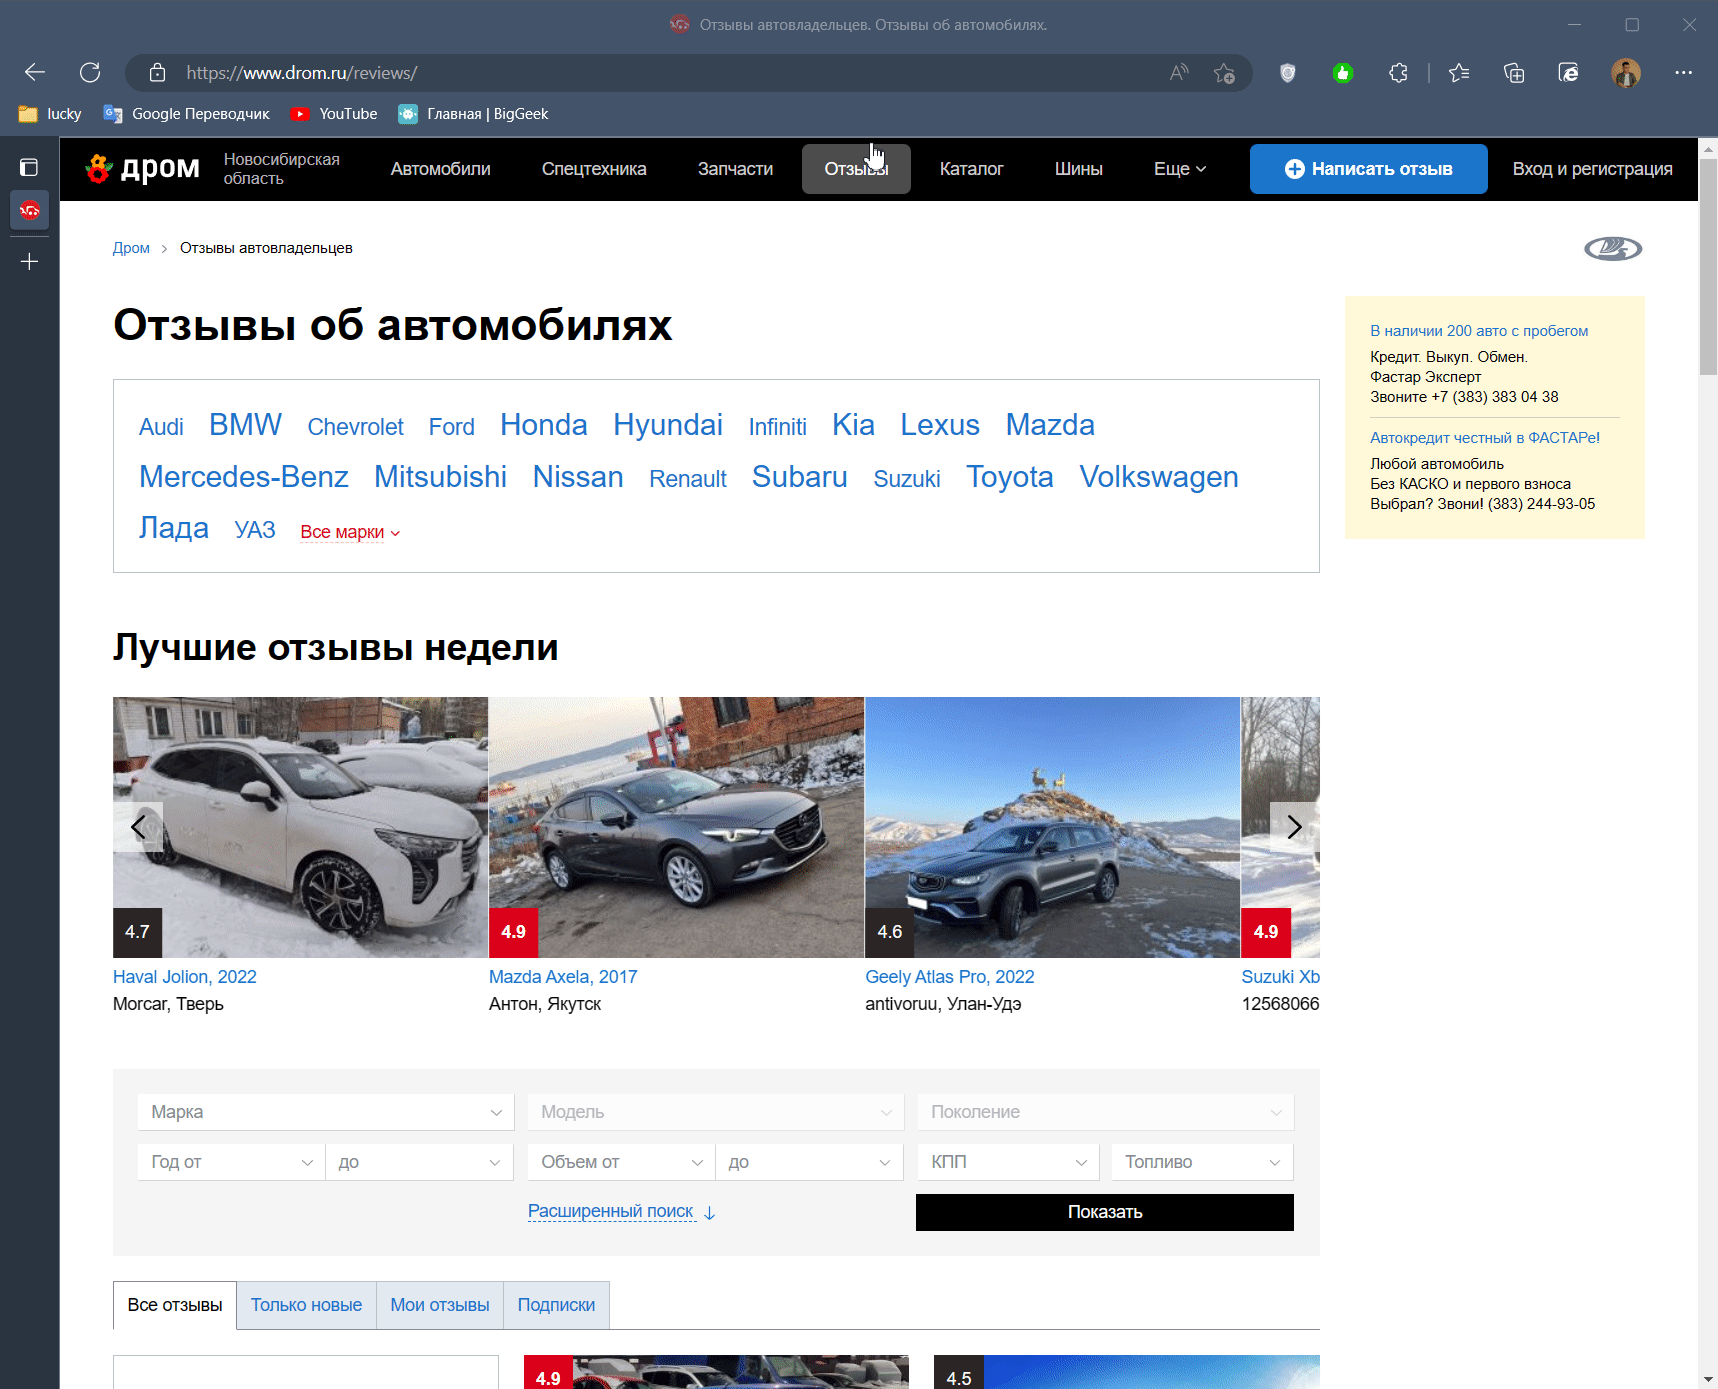 Отзывы автовладельцев. Отзывы об автомобилях.
https://www.drom.ru/reviews/
lucky
Google Переводчик
YouTube
Главная | BigGeek
дром
Новосибирская область
Автомобили
Спецтехника
Запчасти
Отзывы
Каталог
Шины
Еще
Написать отзыв
Вход и регистрация
Дром > Отзывы автовладельцев
Отзывы об автомобилях
Audi BMW Chevrolet Ford Honda Hyundai Infiniti Kia Lexus Mazda
Mercedes-Benz Mitsubishi Nissan Renault Subaru Suzuki Toyota Volkswagen
Лада УАЗ Все марки
В наличии 200 авто с пробегом
Кредит. Выкуп. Обмен.
Фастар Эксперт
Звоните +7 (383) 383 04 38
Автокредит честный в ФАСТАРе!
Любой автомобиль
Без КАСКО и первого взноса
Выбрал? Звони! (383) 244-93-05
Лучшие отзывы недели
4.7
Haval Jolion, 2022
Morcar, Тверь
4.9
Mazda Axela, 2017
Антон, Якутск
4.6
Geely Atlas Pro, 2022
antivoruu, Улан-Удэ
4.9
Suzuki Xb
12568066
Марка
Модель
Поколение
Год от
до
Объем от
до
КПП
Топливо
Расширенный поиск
Показать
Все отзывы
Только новые
Мои отзывы
Подписки
4.9
4.5